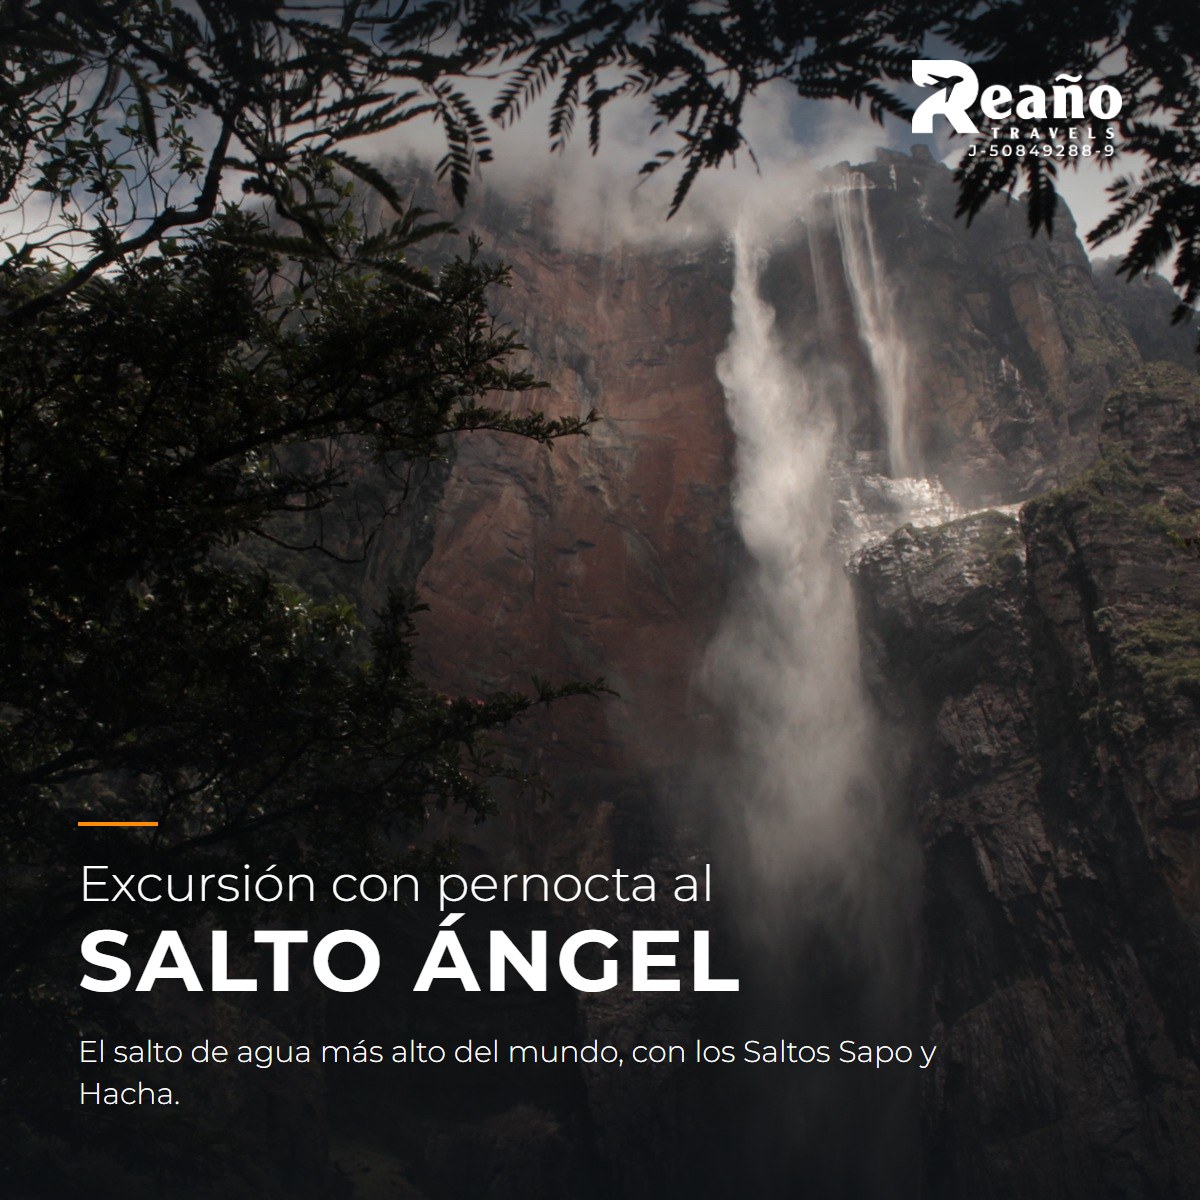 Reaño
TRAVELS
J-50849288-9
Excursión con pernocta al
SALTO ÁNGEL
El salto de agua más alto del mundo, con los Saltos Sapo y
Hacha.